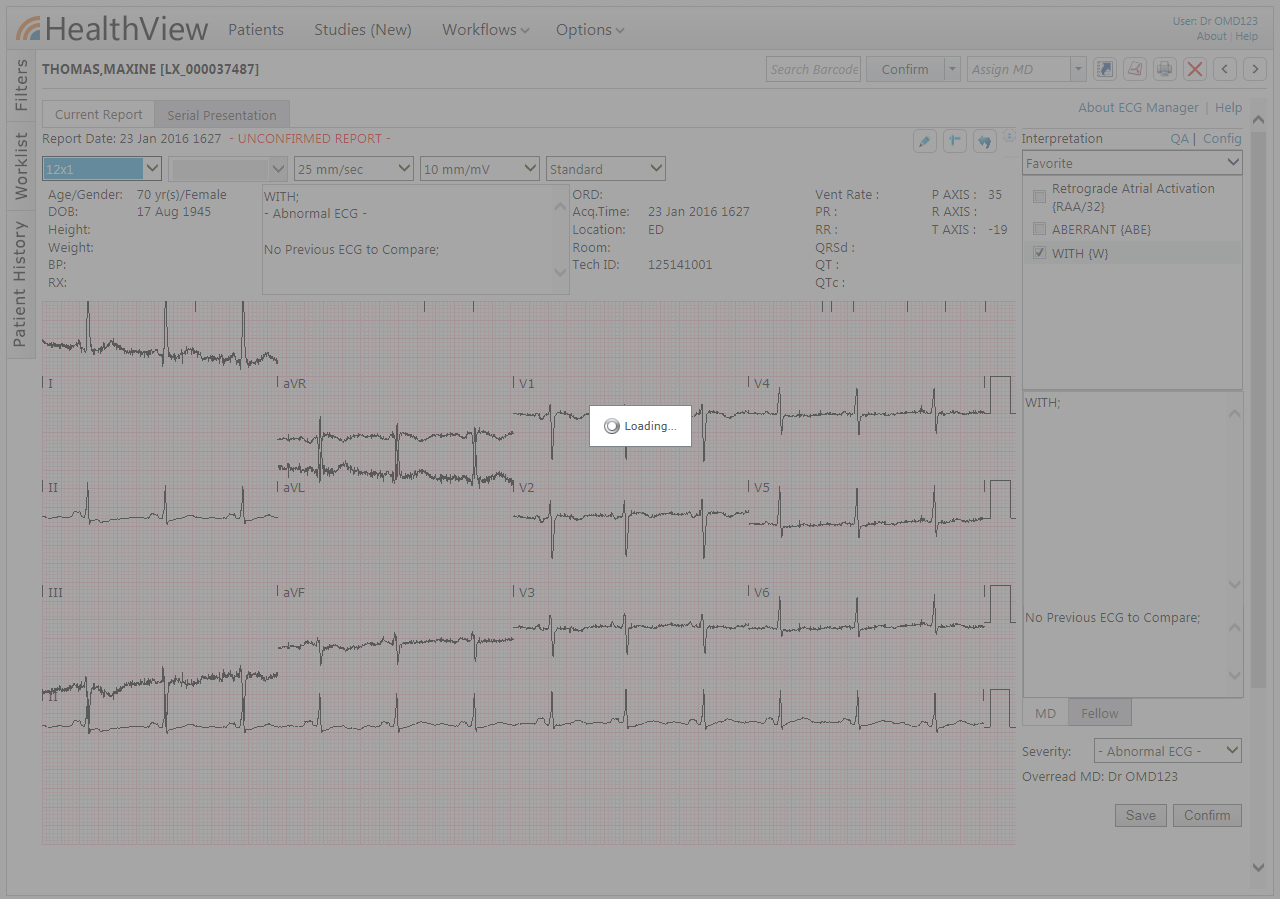 HealthView Patients Studies (New) Workflows Options
User: Dr OMD123
About | Help
Filters
Worklist
Patient History
THOMAS,MAXINE [LX_000037487]
Search Barcode Confirm Assign MD
Current Report Serial Presentation
About ECG Manager | Help
Report Date: 23 Jan 2016 1627 - UNCONFIRMED REPORT -
12x1 25 mm/sec 10 mm/mV Standard
Age/Gender: 70 yr(s)/Female
DOB: 17 Aug 1945
Height:
Weight:
BP:
RX:
WITH;
- Abnormal ECG -
No Previous ECG to Compare;
ORD:
Acq.Time: 23 Jan 2016 1627
Location: ED
Room:
Tech ID: 125141001
Vent Rate :
PR :
RR :
QRSd :
QT :
QTc :
P AXIS : 35
R AXIS :
T AXIS : -19
I aVR V1 V4
Loading...
II aVL V2 V5
III aVF V3 V6
II
Interpretation QA | Config
Favorite
Retrograde Atrial Activation
{RAA/32}
ABERRANT {ABE}
WITH {W}
WITH;
No Previous ECG to Compare;
MD Fellow
Severity: - Abnormal ECG -
Overread MD: Dr OMD123
Save Confirm